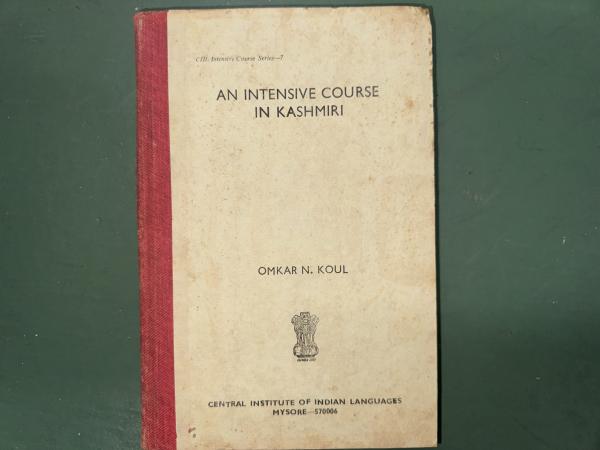 CIIL Intensive Course Series—7
AN INTENSIVE COURSE
IN KASHMIRI
OMKAR N. KOUL
CENTRAL INSTITUTE OF INDIAN LANGUAGES
MYSORE—570006